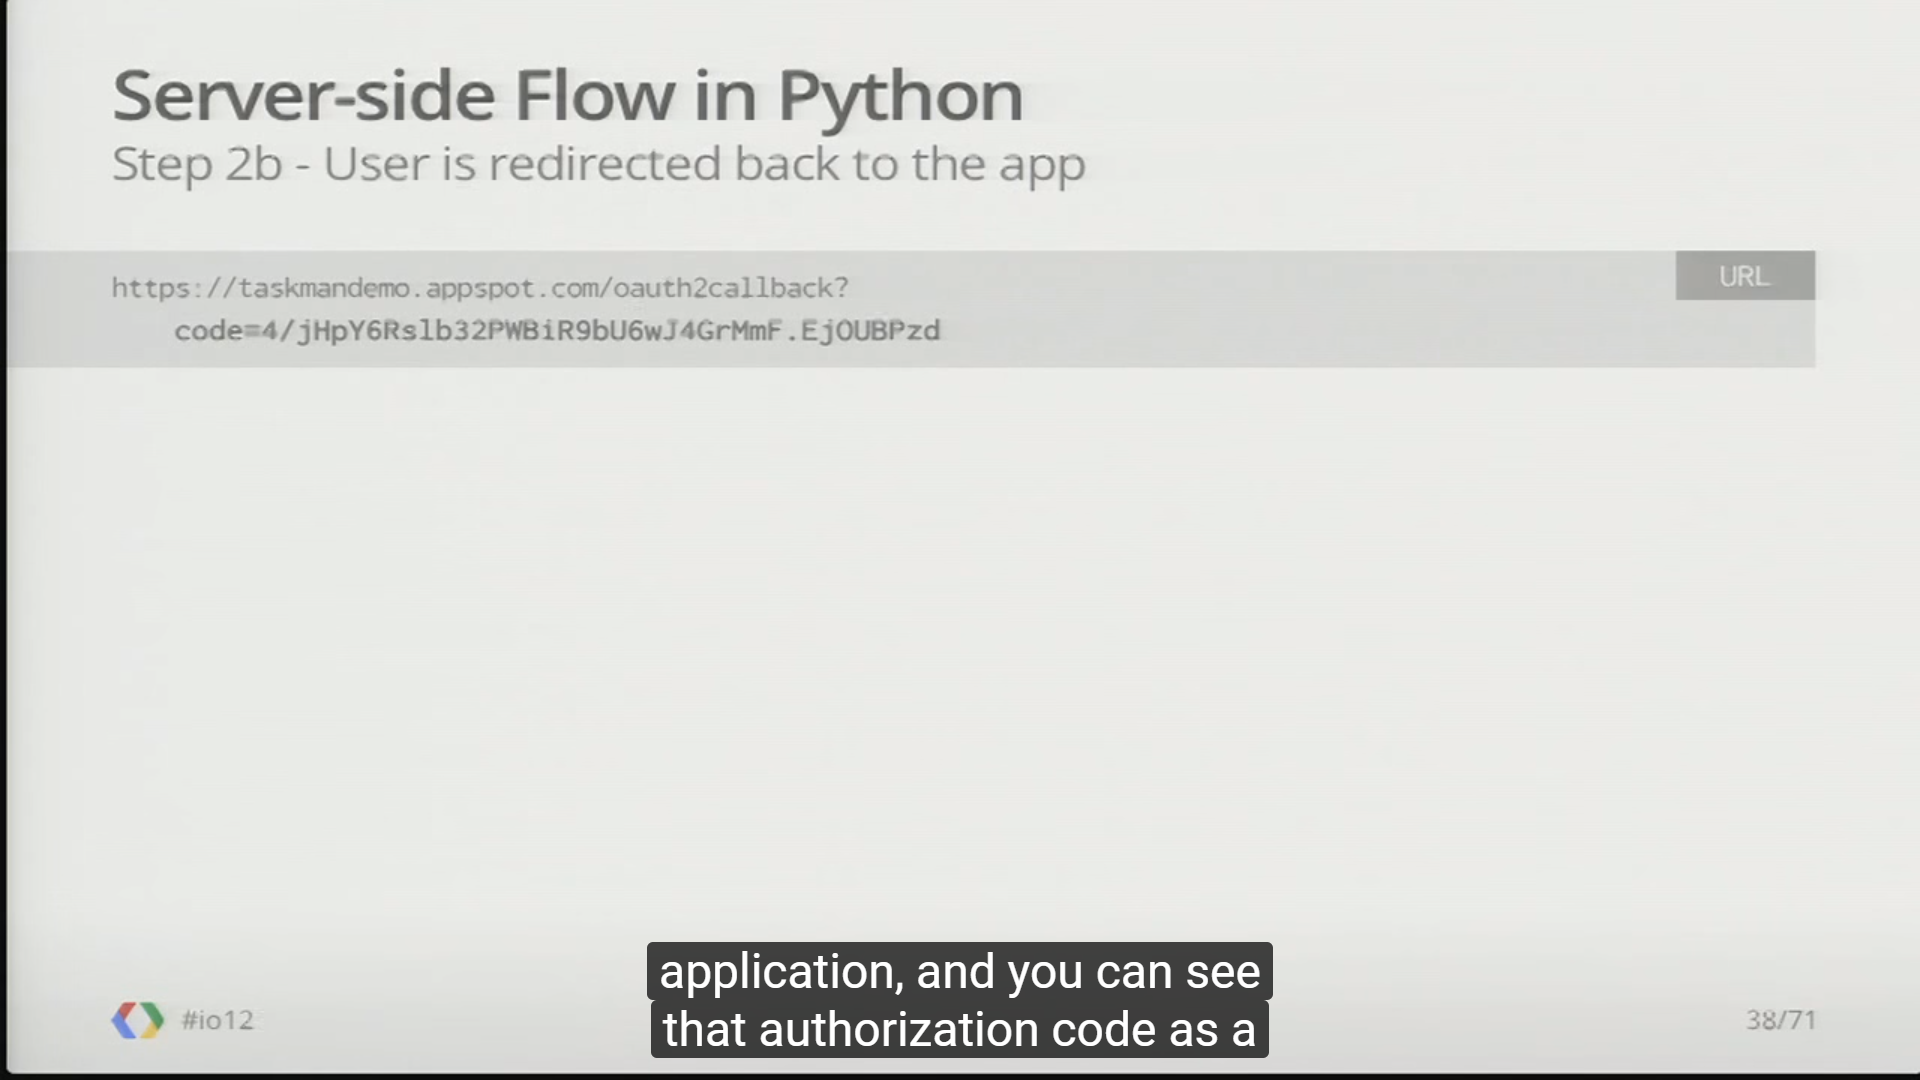 Server-side Flow in Python
Step 2b - User is redirected back to the app
URL
https://taskmandemo.appspot.com/oauth2callback?
code=4/jHpY6Rslb32PWBiR9bU6wJ4GrMmF.EjOUBPzd
application, and you can see
that authorization code as a
#io12
38/71